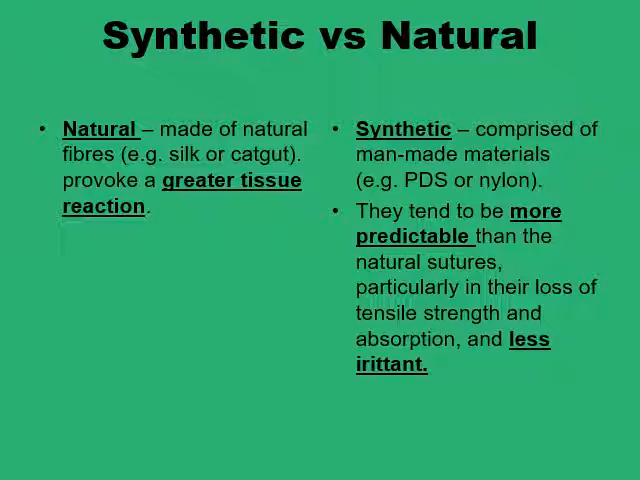 Synthetic vs Natural
• Natural – made of natural
fibres (e.g. silk or catgut).
provoke a greater tissue
reaction.
• Synthetic – comprised of
man-made materials
(e.g. PDS or nylon).
• They tend to be more
predictable than the
natural sutures,
particularly in their loss of
tensile strength and
absorption, and less
irittant.